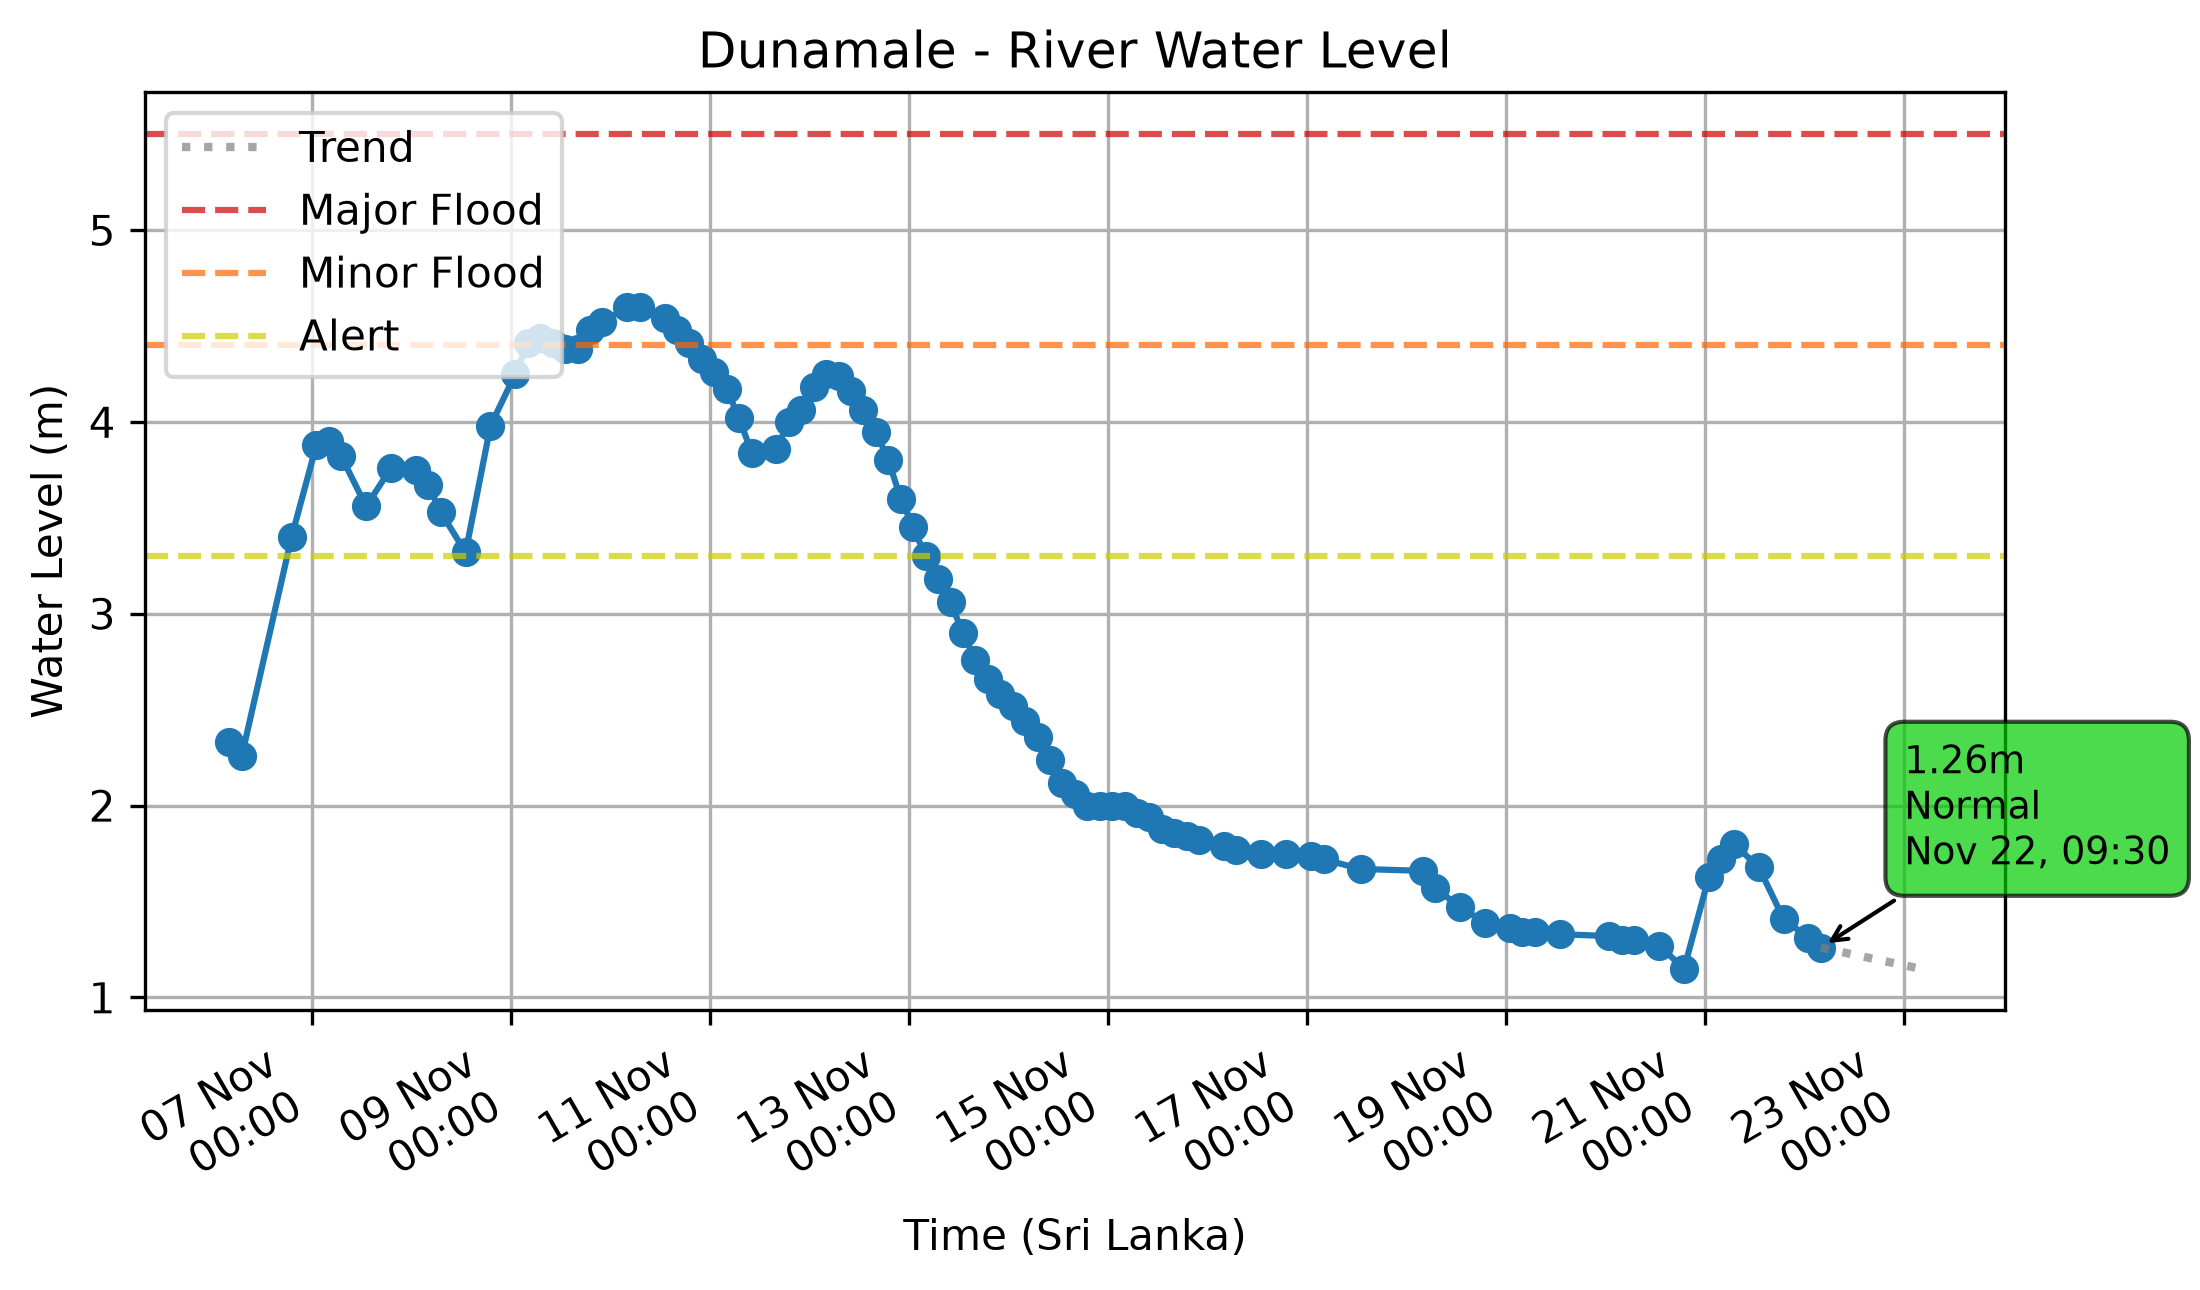 Dunamale - River Water Level
Trend
Major Flood
Minor Flood
Alert
5
4
3
2
1
Water Level (m)
1.26m
Normal
Nov 22, 09:30
07 Nov
00:00
09 Nov
00:00
11 Nov
00:00
13 Nov
00:00
15 Nov
00:00
17 Nov
00:00
19 Nov
00:00
21 Nov
00:00
23 Nov
00:00
Time (Sri Lanka)